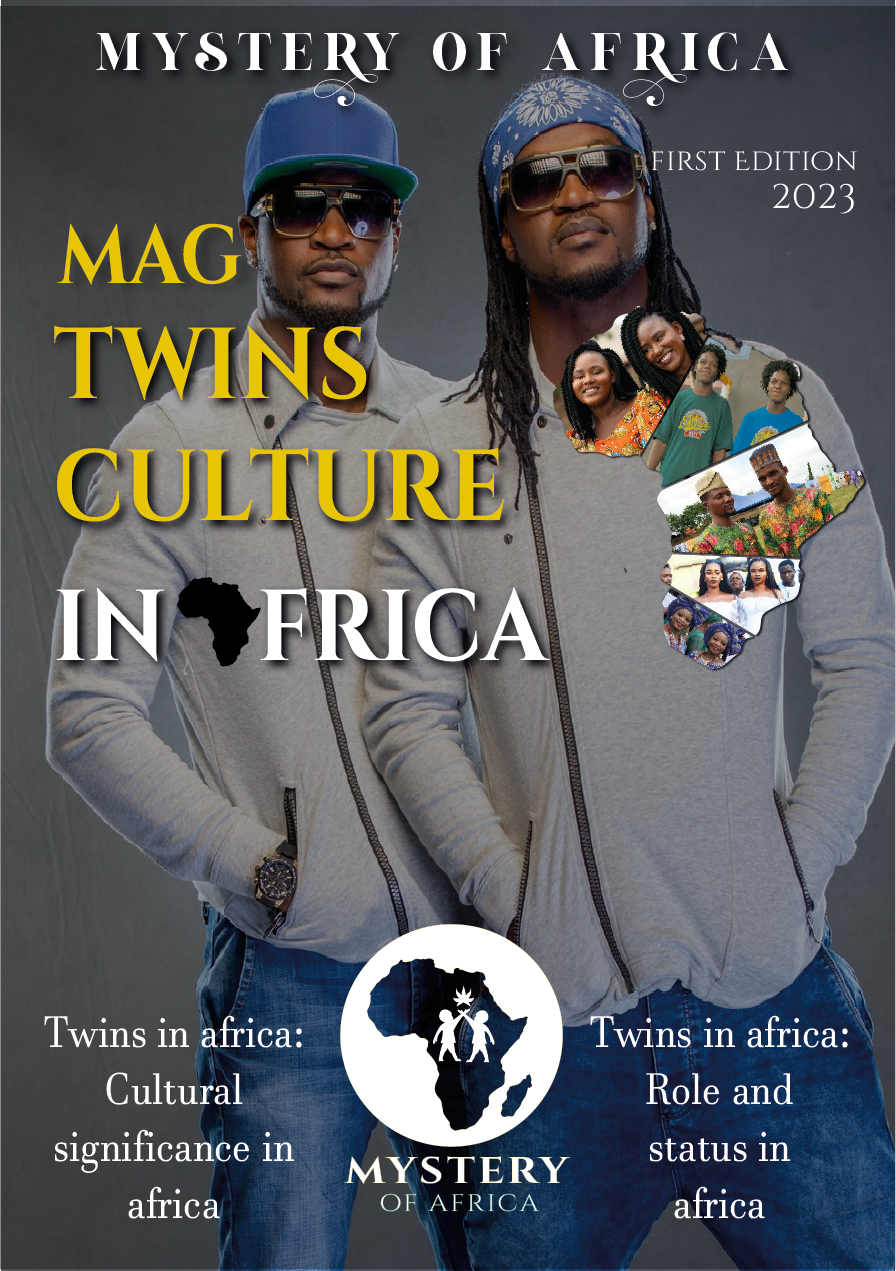 MYSTERY OF AFRICA
FIRST EDITION
2023
MAG
TWINS
CULTURE
IN FRICA
Twins in africa:
Cultural
significance in
africa
MYSTERY
OF AFRICA
Twins in africa:
Role and
status in
africa